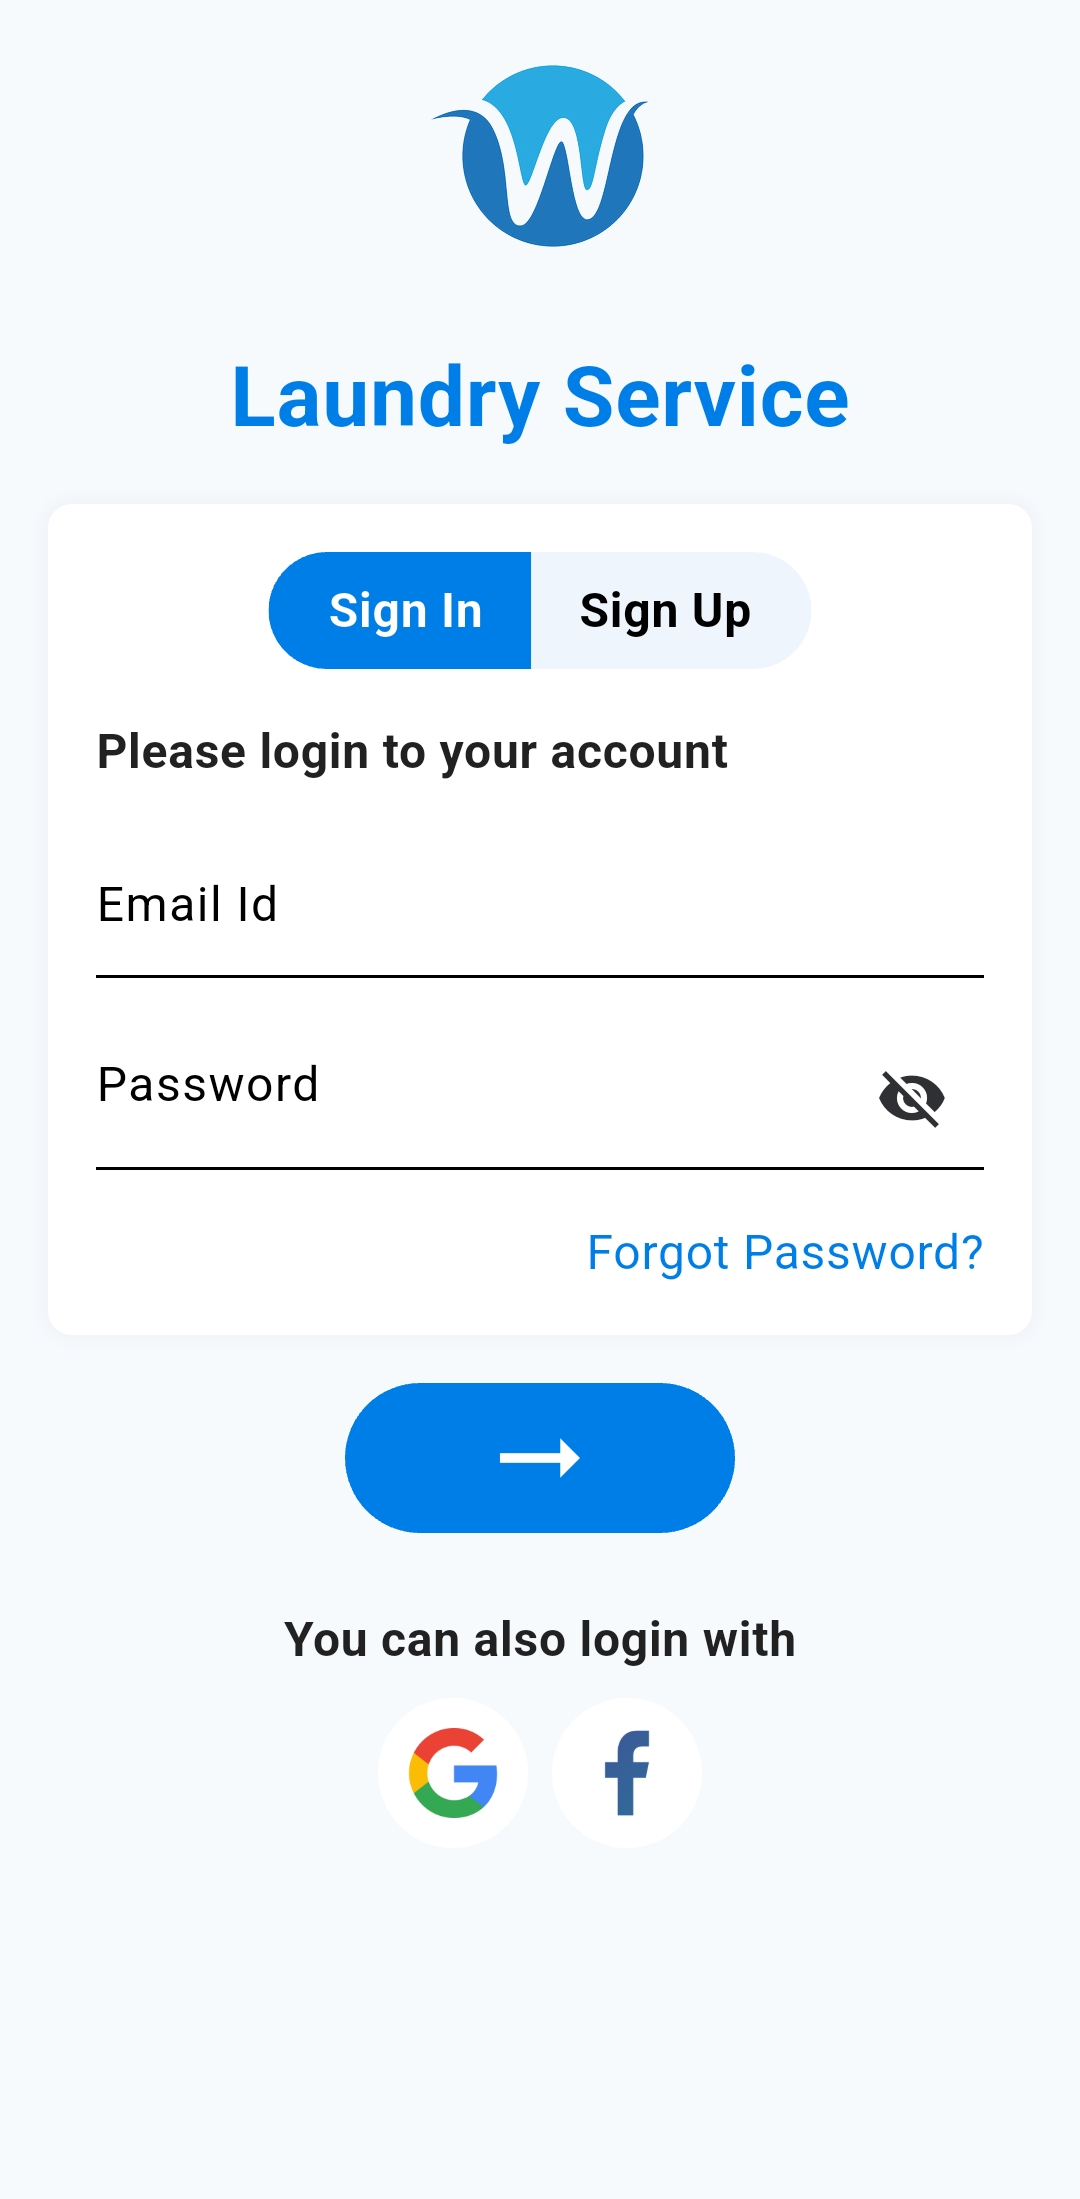 W
Laundry Service
Sign In Sign Up
Please login to your account
Email Id
Password
Forgot Password?
You can also login with
G f